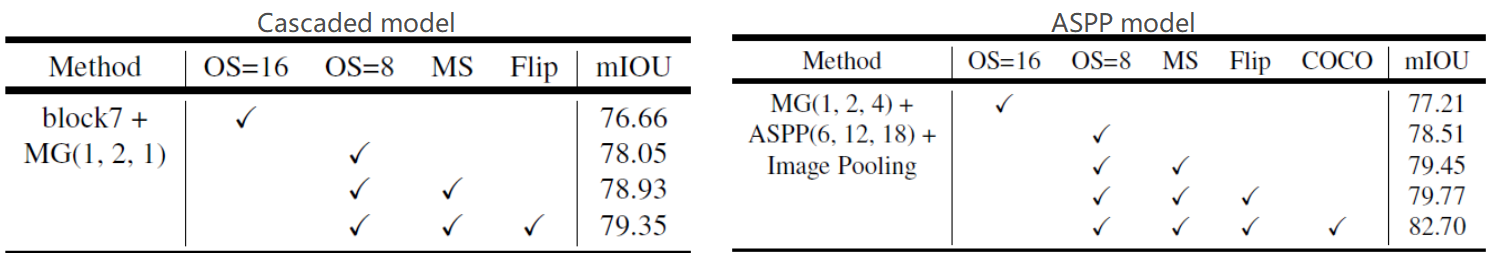 Cascaded model
Method OS=16 OS=8 MS Flip mIOU
block7 + ✓ 76.66
MG(1, 2, 1) ✓ 78.05
✓ ✓ 78.93
✓ ✓ ✓ 79.35
ASPP model
Method OS=16 OS=8 MS Flip COCO mIOU
MG(1, 2, 4) + ✓ 77.21
ASPP(6, 12, 18) + ✓ 78.51
Image Pooling ✓ ✓ 79.45
✓ ✓ ✓ 79.77
✓ ✓ ✓ ✓ 82.70